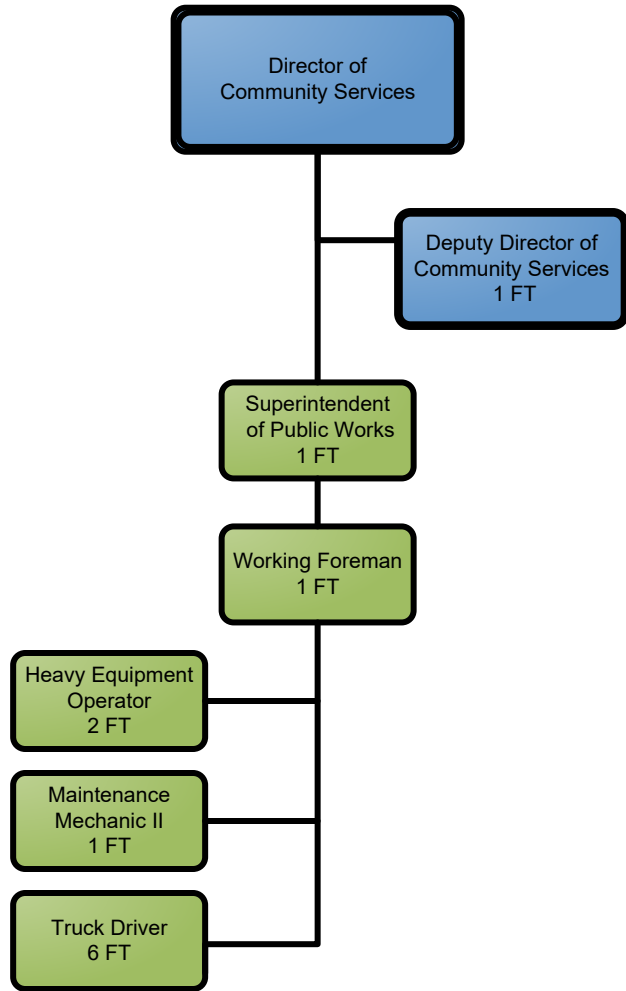 Director of
Community Services
Deputy Director of
Community Services
1 FT
Superintendent
of Public Works
1 FT
Working Foreman
1 FT
Heavy Equipment
Operator
2 FT
Maintenance
Mechanic II
1 FT
Truck Driver
6 FT